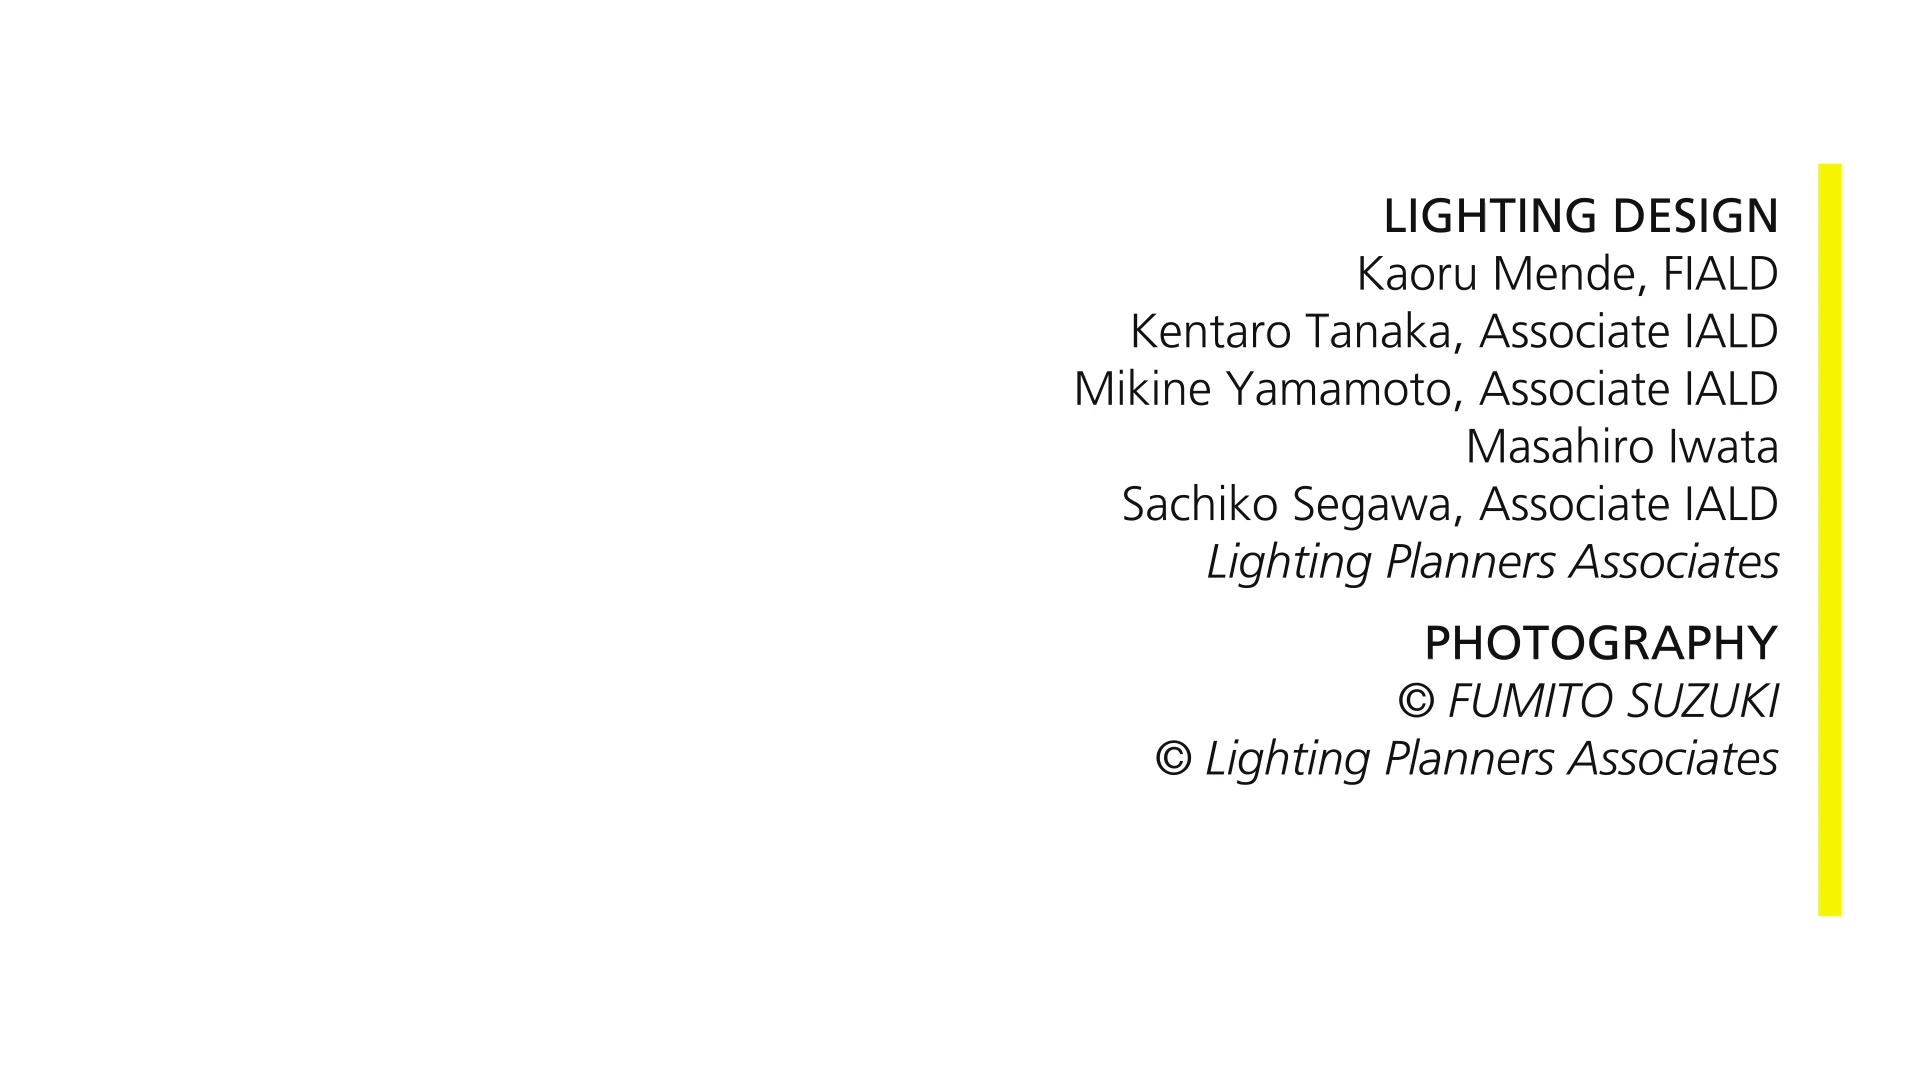 LIGHTING DESIGN
Kaoru Mende, FIALD
Kentaro Tanaka, Associate IALD
Mikine Yamamoto, Associate IALD
Masahiro Iwata
Sachiko Segawa, Associate IALD
Lighting Planners Associates
PHOTOGRAPHY
© FUMITO SUZUKI
© Lighting Planners Associates